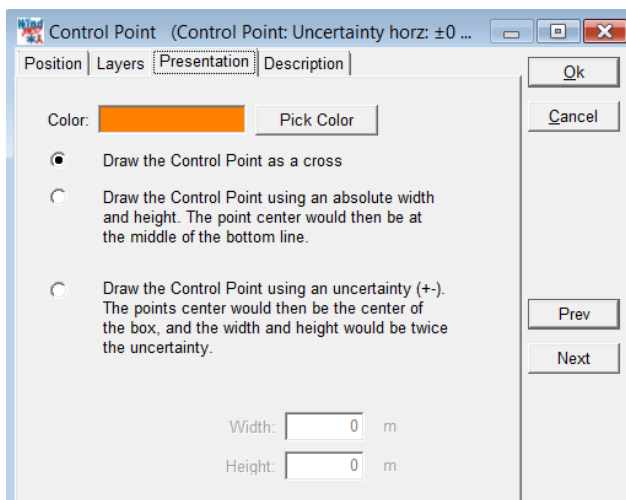 Wind
Control Point (Control Point: Uncertainty horz: ±0 ...
Position Layers Presentation Description
Ok
Color: Pick Color
Cancel
Draw the Control Point as a cross
Draw the Control Point using an absolute width
and height. The point center would then be at
the middle of the bottom line.
Draw the Control Point using an uncertainty (+-).
The points center would then be the center of
the box, and the width and height would be twice
the uncertainty.
Prev
Next
Width: 0 m
Height: 0 m